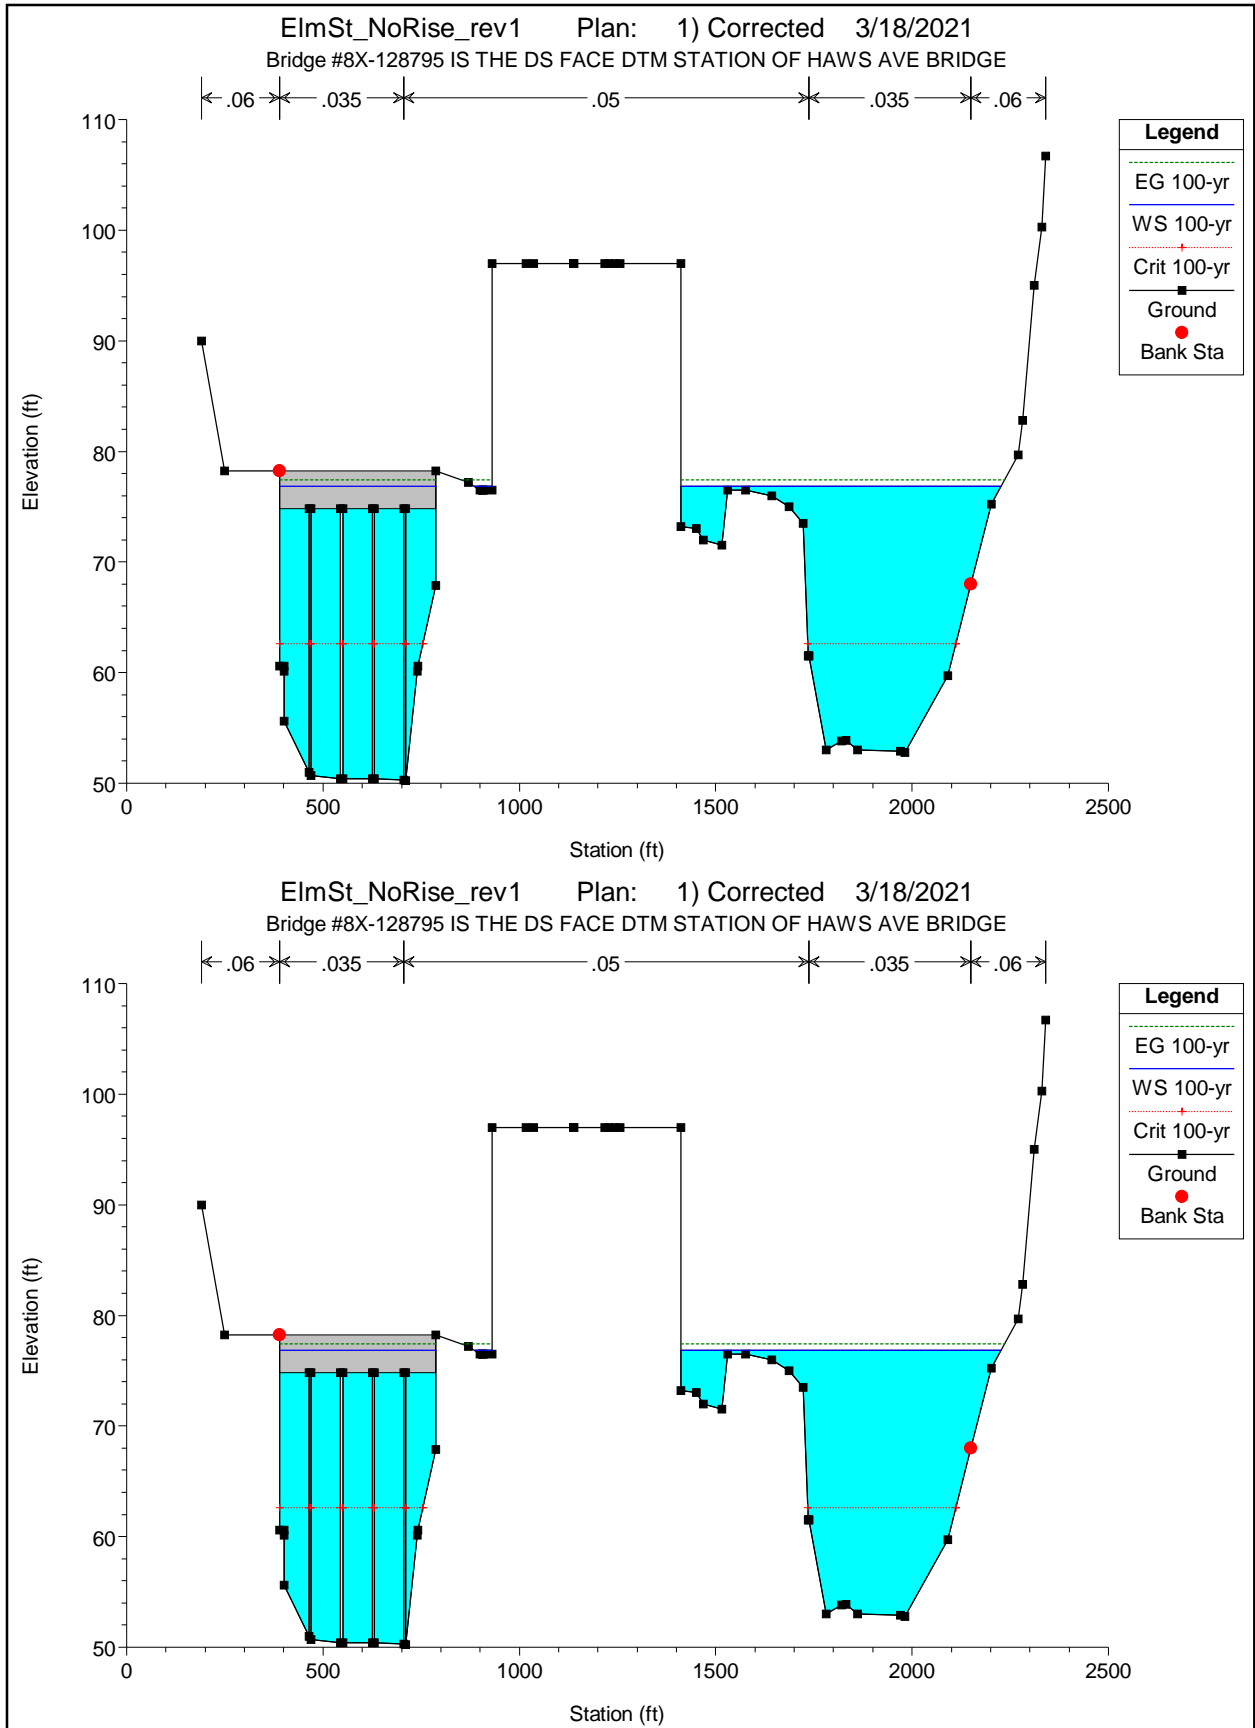 ElmSt_NoRise_rev1 Plan: 1) Corrected 3/18/2021
Bridge #8X-128795 IS THE DS FACE DTM STATION OF HAWS AVE BRIDGE
.06 .035 .05 .035 .06
110
100
90
80
70
60
50
Elevation (ft)
0 500 1000 1500 2000 2500
Station (ft)
Legend
EG 100-yr
WS 100-yr
Crit 100-yr
Ground
Bank Sta
ElmSt_NoRise_rev1 Plan: 1) Corrected 3/18/2021
Bridge #8X-128795 IS THE DS FACE DTM STATION OF HAWS AVE BRIDGE
.06 .035 .05 .035 .06
110
100
90
80
70
60
50
Elevation (ft)
0 500 1000 1500 2000 2500
Station (ft)
Legend
EG 100-yr
WS 100-yr
Crit 100-yr
Ground
Bank Sta